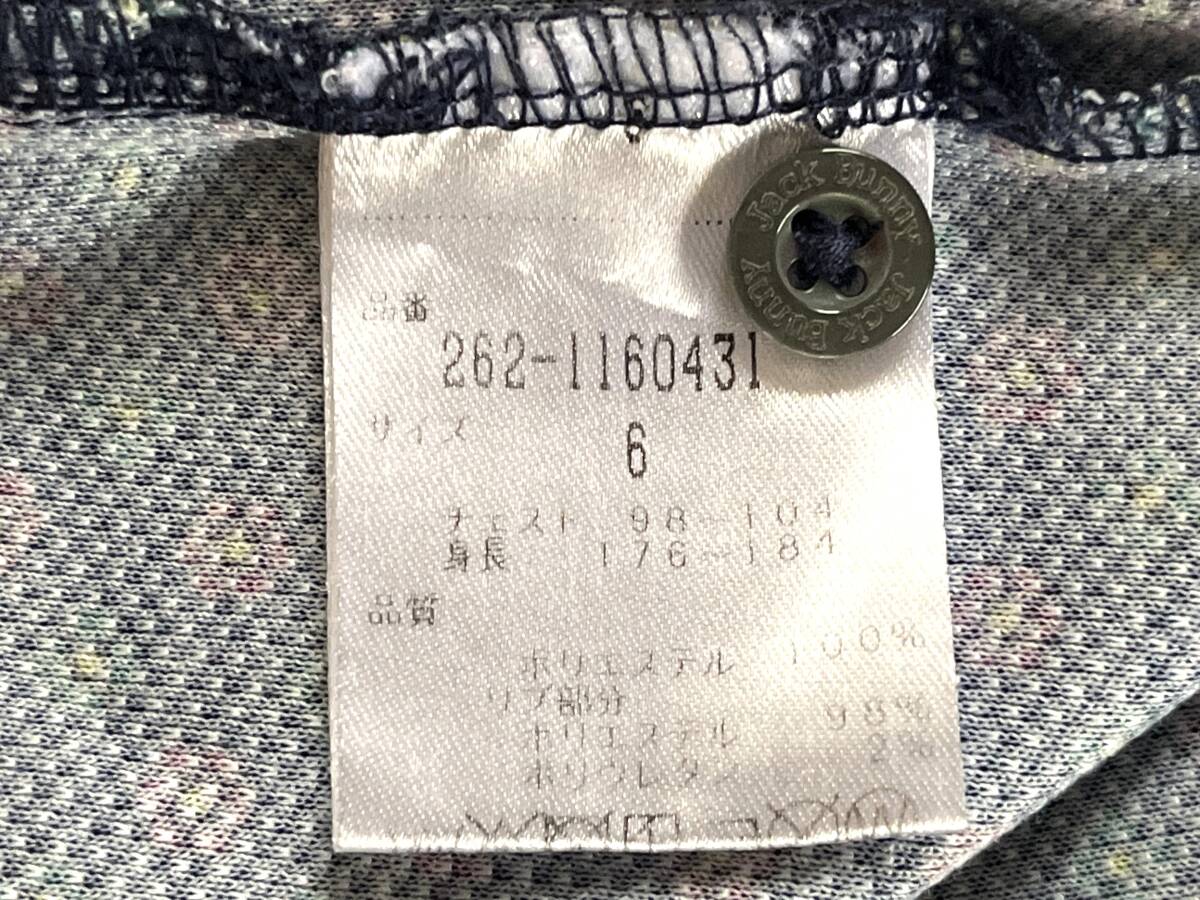 Jack Bunny
Jack Bunny
品番
262-1160431
サイズ
6
チェスト 98～104
身長 176～184
品質
ポリエステル 100%
リブ部分
ポリエステル 98%
ポリウレタン 2%